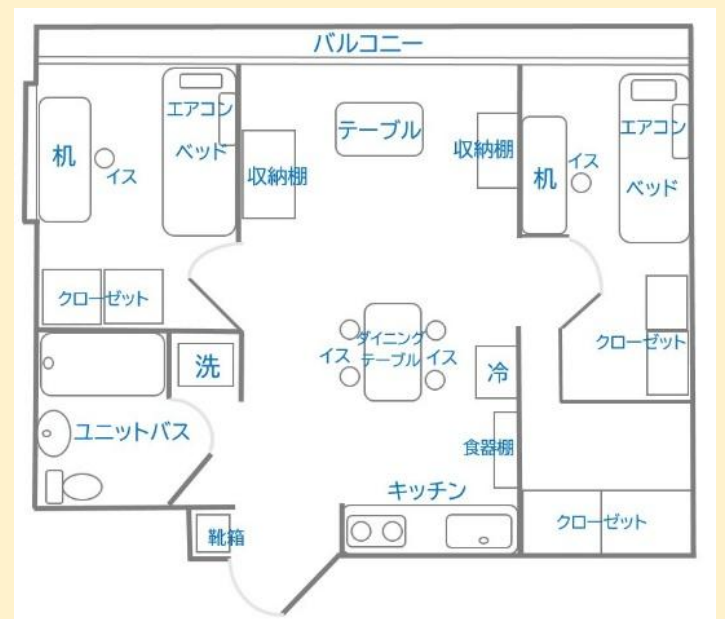 バルコニー
エアコン
ベッド
机
イス
収納棚
テーブル
収納棚
エアコン
ベッド
机
イス
クローゼット
クローゼット
ダイニング
テーブル
イス
イス
洗
冷
ユニットバス
食器棚
キッチン
クローゼット
靴箱